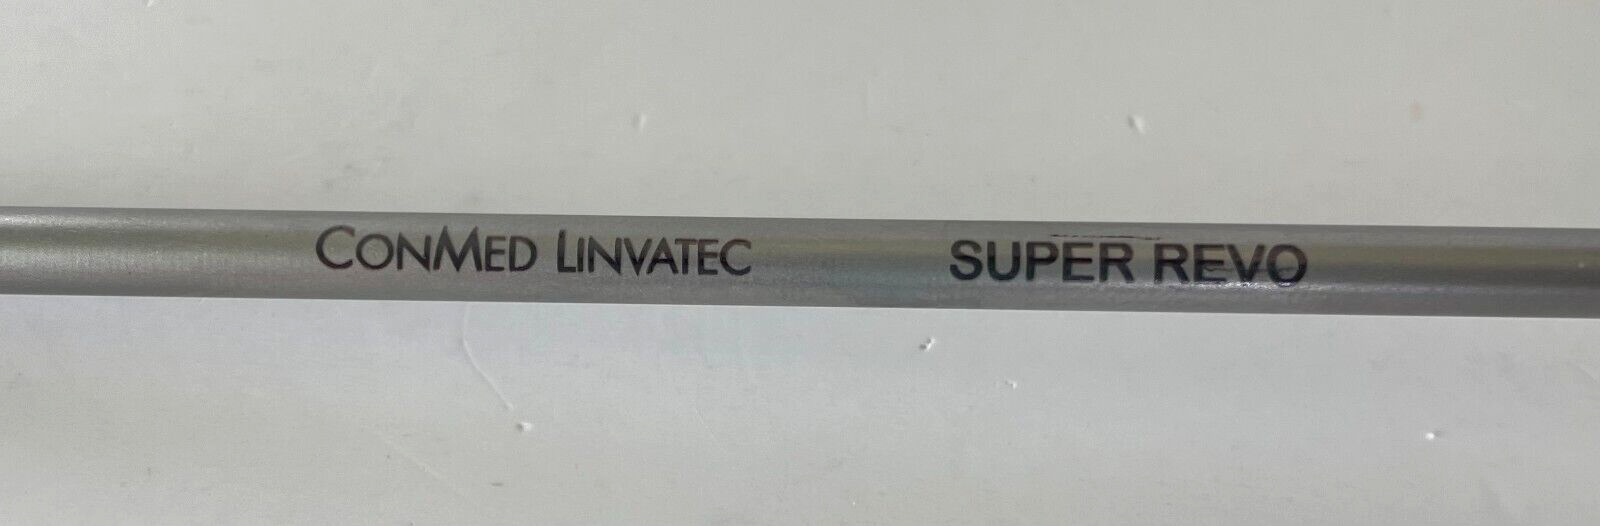 CONMED LINVATEC SUPER REVO